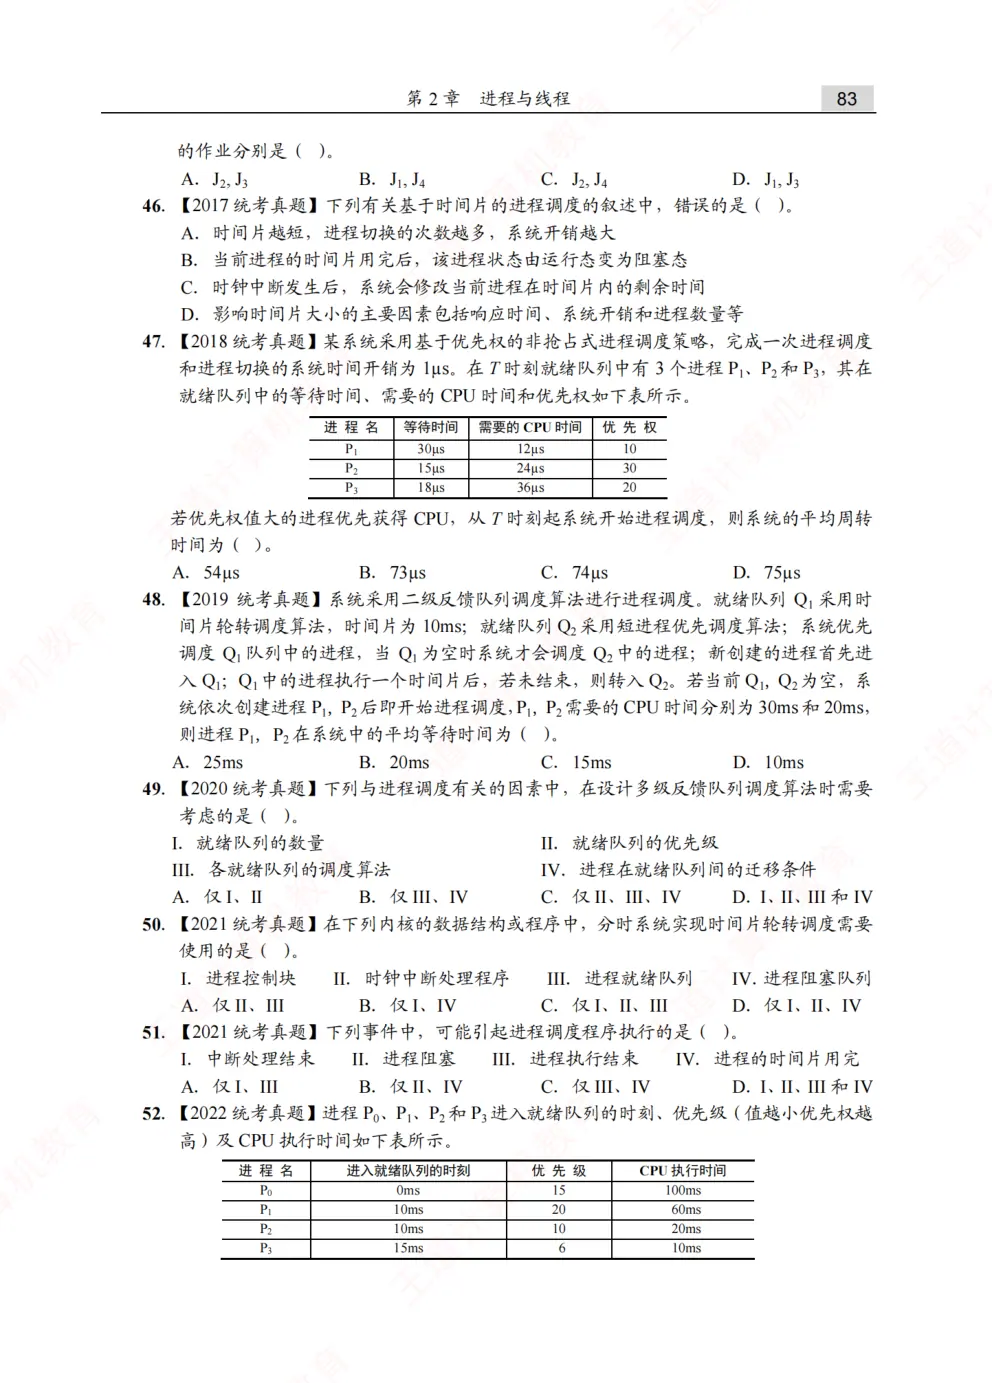 第 2 章　进程与线程
83
的作业分别是（　）。
A. J₂, J₃　B. J₁, J₄　C. J₂, J₄　D. J₁, J₃
46. 【2017 统考真题】下列有关基于时间片的进程调度的叙述中，错误的是（　）。
A. 时间片越短，进程切换的次数越多，系统开销越大
B. 当前进程的时间片用完后，该进程状态由运行态变为阻塞态
C. 时钟中断发生后，系统会修改当前进程在时间片内的剩余时间
D. 影响时间片大小的主要因素包括响应时间、系统开销和进程数量等
47. 【2018 统考真题】某系统采用基于优先权的非抢占式进程调度策略，完成一次进程调度
和进程切换的系统时间开销为 1μs。在 T 时刻就绪队列中有 3 个进程 P₁、P₂ 和 P₃，其在
就绪队列中的等待时间、需要的 CPU 时间和优先权如下表所示。
进 程 名　等待时间　需要的 CPU 时间　优 先 权
P₁　30μs　12μs　10
P₂　15μs　24μs　30
P₃　18μs　36μs　20
若优先权值大的进程优先获得 CPU，从 T 时刻起系统开始进程调度，则系统的平均周转
时间为（　）。
A. 54μs　B. 73μs　C. 74μs　D. 75μs
48. 【2019 统考真题】系统采用二级反馈队列调度算法进行进程调度。就绪队列 Q₁ 采用时
间片轮转调度算法，时间片为 10ms；就绪队列 Q₂ 采用短进程优先调度算法；系统优先
调度 Q₁ 队列中的进程，当 Q₁ 为空时系统才会调度 Q₂ 中的进程；新创建的进程首先进
入 Q₁；Q₁ 中的进程执行一个时间片后，若未结束，则转入 Q₂。若当前 Q₁, Q₂ 为空，系
统依次创建进程 P₁, P₂ 后即开始进程调度，P₁, P₂ 需要的 CPU 时间分别为 30ms 和 20ms，
则进程 P₁, P₂ 在系统中的平均等待时间为（　）。
A. 25ms　B. 20ms　C. 15ms　D. 10ms
49. 【2020 统考真题】下列与进程调度有关的因素中，在设计多级反馈队列调度算法时需要
考虑的是（　）。
I. 就绪队列的数量　II. 就绪队列的优先级
III. 各就绪队列的调度算法　IV. 进程在就绪队列间的迁移条件
A. 仅 I、II　B. 仅 III、IV　C. 仅 II、III、IV　D. I、II、III 和 IV
50. 【2021 统考真题】在下列内核的数据结构或程序中，分时系统实现时间片轮转调度需要
使用的是（　）。
I. 进程控制块　II. 时钟中断处理程序　III. 进程就绪队列　IV. 进程阻塞队列
A. 仅 II、III　B. 仅 I、IV　C. 仅 I、II、III　D. 仅 I、II、IV
51. 【2021 统考真题】下列事件中，可能引起进程调度程序执行的是（　）。
I. 中断处理结束　II. 进程阻塞　III. 进程执行结束　IV. 进程的时间片用完
A. 仅 I、III　B. 仅 II、IV　C. 仅 III、IV　D. I、II、III 和 IV
52. 【2022 统考真题】进程 P₀、P₁、P₂ 和 P₃ 进入就绪队列的时刻、优先级（值越小优先权越
高）及 CPU 执行时间如下表所示。
进 程 名　进入就绪队列的时刻　优 先 级　CPU 执行时间
P₀　0ms　15　100ms
P₁　10ms　20　60ms
P₂　10ms　10　20ms
P₃　15ms　6　10ms
王道计算机教育